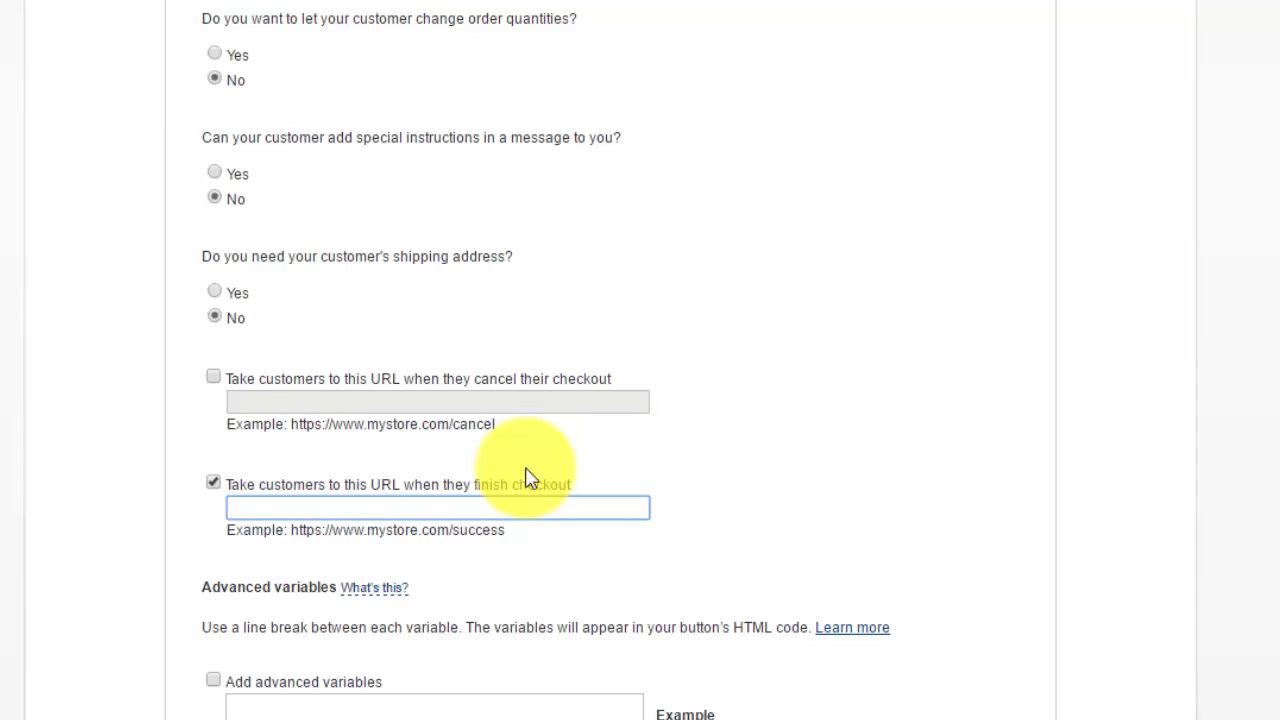 Do you want to let your customer change order quantities?
Yes
No
Can your customer add special instructions in a message to you?
Yes
No
Do you need your customer's shipping address?
Yes
No
Take customers to this URL when they cancel their checkout
Example: https://www.mystore.com/cancel
Take customers to this URL when they finish checkout
Example: https://www.mystore.com/success
Advanced variables What's this?
Use a line break between each variable. The variables will appear in your button's HTML code. Learn more
Add advanced variables
Example